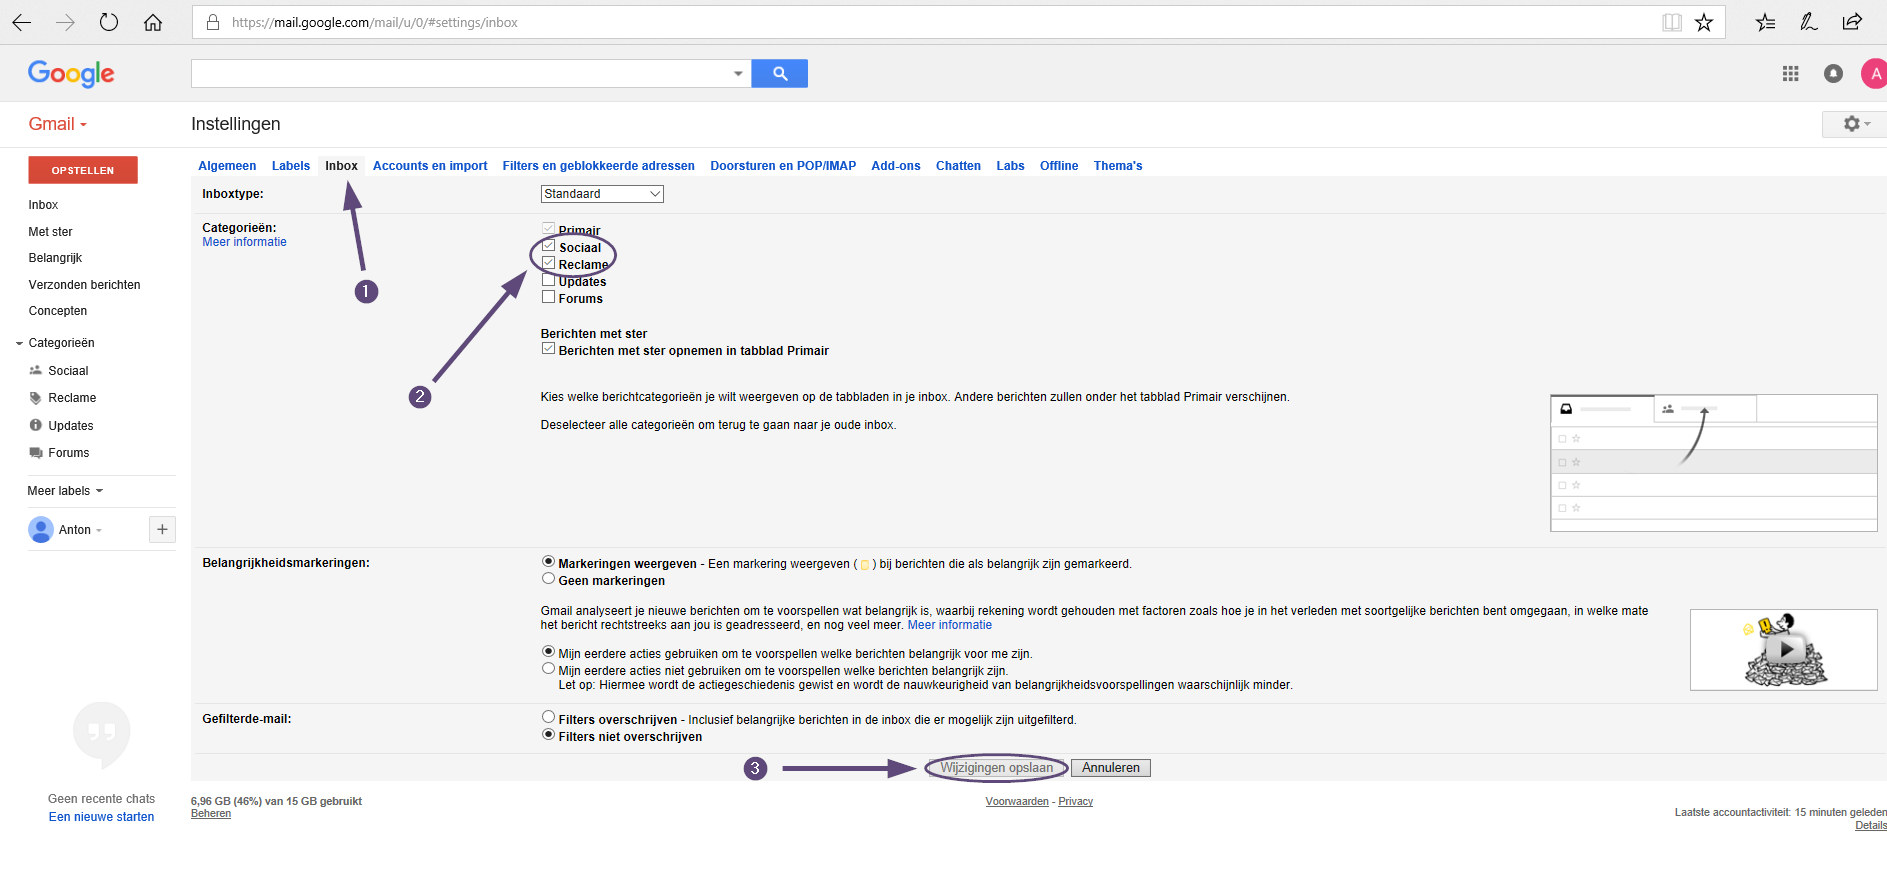 https://mail.google.com/mail/u/0/#settings/inbox
Google
A
Gmail
Instellingen
OPSTELLEN
Algemeen Labels Inbox Accounts en import Filters en geblokkeerde adressen Doorsturen en POP/IMAP Add-ons Chatten Labs Offline Thema's
Inbox
Met ster
Belangrijk
Verzonden berichten
Concepten
Categorieën
Sociaal
Reclame
Updates
Forums
Meer labels
Anton
+
Geen recente chats
Een nieuwe starten
Inboxtype:
Standaard
Categorieën:
Meer informatie
Primair
Sociaal
Reclame
Updates
Forums
1
2
Berichten met ster
Berichten met ster opnemen in tabblad Primair
Kies welke berichtcategorieën je wilt weergeven op de tabbladen in je inbox. Andere berichten zullen onder het tabblad Primair verschijnen.
Deselecteer alle categorieën om terug te gaan naar je oude inbox.
Belangrijkheidsmarkeringen:
Markeringen weergeven - Een markering weergeven ( ) bij berichten die als belangrijk zijn gemarkeerd.
Geen markeringen
Gmail analyseert je nieuwe berichten om te voorspellen wat belangrijk is, waarbij rekening wordt gehouden met factoren zoals hoe je in het verleden met soortgelijke berichten bent omgegaan, in welke mate
het bericht rechtstreeks aan jou is geadresseerd, en nog veel meer. Meer informatie
Mijn eerdere acties gebruiken om te voorspellen welke berichten belangrijk voor me zijn.
Mijn eerdere acties niet gebruiken om te voorspellen welke berichten belangrijk zijn.
Let op: Hiermee wordt de actiegeschiedenis gewist en wordt de nauwkeurigheid van belangrijkheidsvoorspellingen waarschijnlijk minder.
Gefilterde-mail:
Filters overschrijven - Inclusief belangrijke berichten in de inbox die er mogelijk zijn uitgefilterd.
Filters niet overschrijven
3
Wijzigingen opslaan Annuleren
6,96 GB (46%) van 15 GB gebruikt
Beheren
Voorwaarden - Privacy
Laatste accountactiviteit: 15 minuten geleden
Details